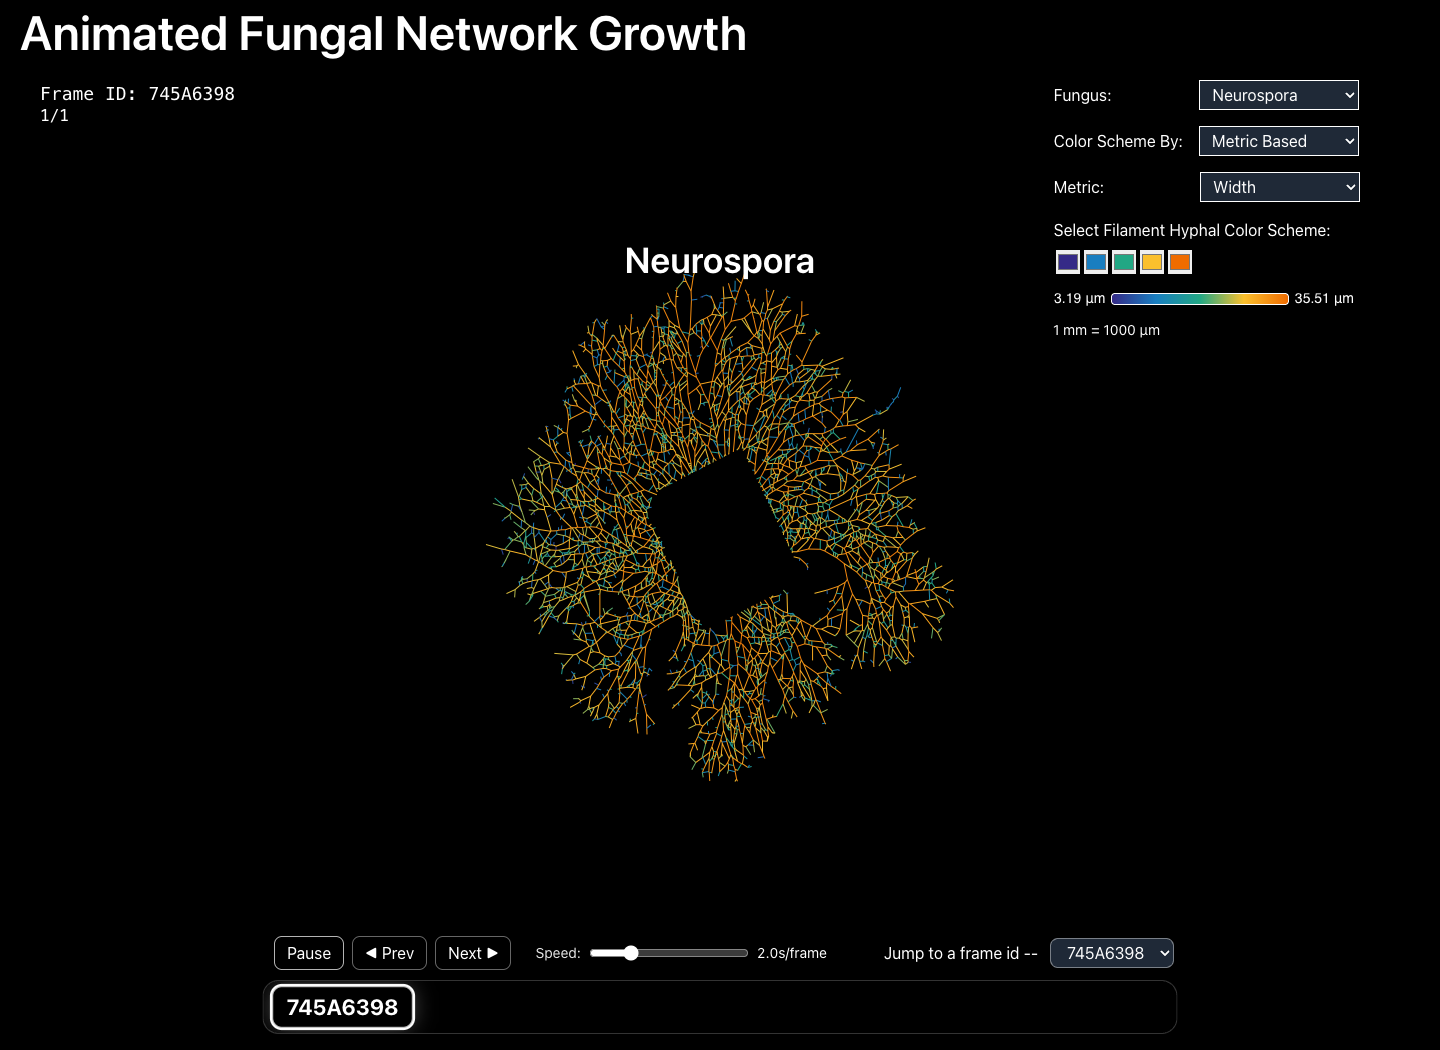 Animated Fungal Network Growth
Frame ID: 745A6398
1/1
Fungus: Neurospora
Color Scheme By: Metric Based
Metric: Width
Select Filament Hyphal Color Scheme:
3.19 μm 35.51 μm
1 mm = 1000 μm
Neurospora
Pause ◀ Prev Next ▶ Speed: 2.0s/frame Jump to a frame id -- 745A6398
745A6398